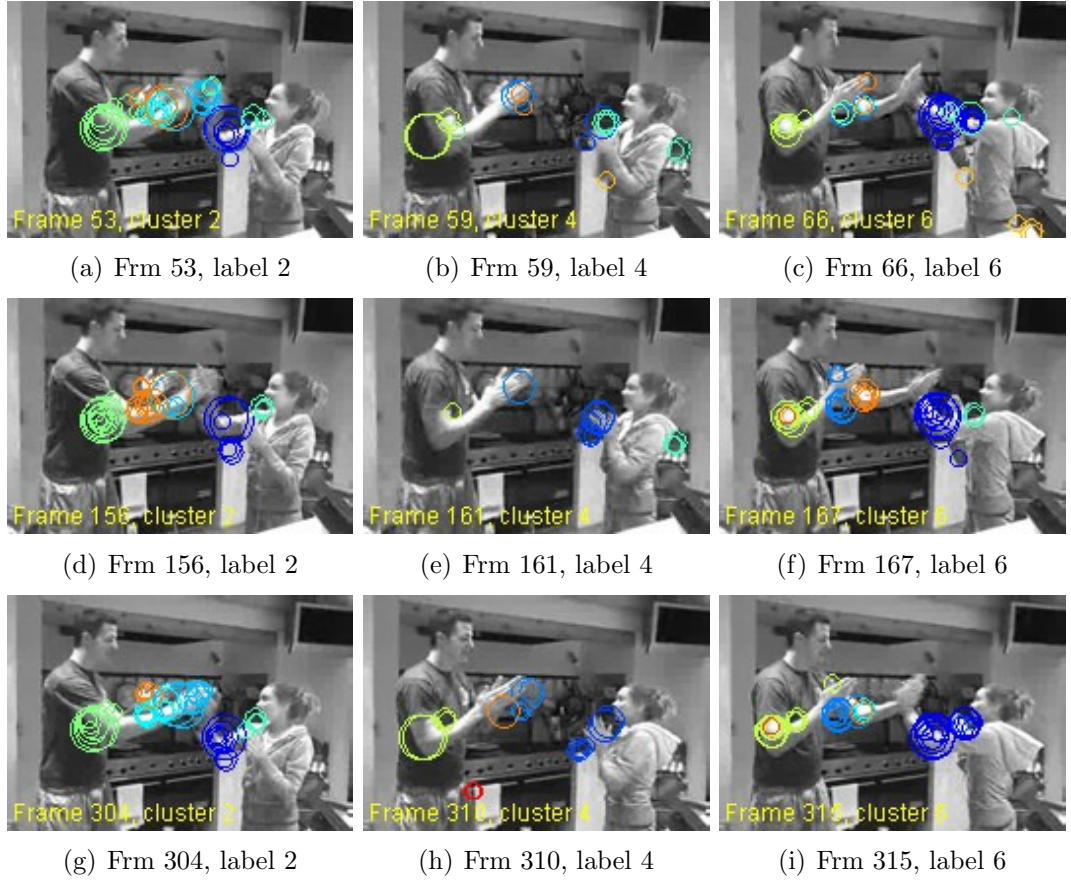 Frame 53, cluster 2
Frame 59, cluster 4
Frame 66, cluster 6
(a) Frm 53, label 2
(b) Frm 59, label 4
(c) Frm 66, label 6
Frame 156, cluster 2
Frame 161, cluster 4
Frame 167, cluster 6
(d) Frm 156, label 2
(e) Frm 161, label 4
(f) Frm 167, label 6
Frame 304, cluster 2
Frame 310, cluster 4
Frame 315, cluster 6
(g) Frm 304, label 2
(h) Frm 310, label 4
(i) Frm 315, label 6